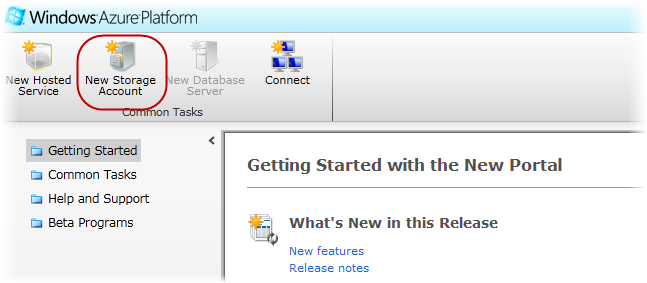 Windows Azure Platform
New Hosted Service
New Storage Account
New Database Server
Connect
Common Tasks
Getting Started
Common Tasks
Help and Support
Beta Programs
Getting Started with the New Portal
What's New in this Release
New features
Release notes